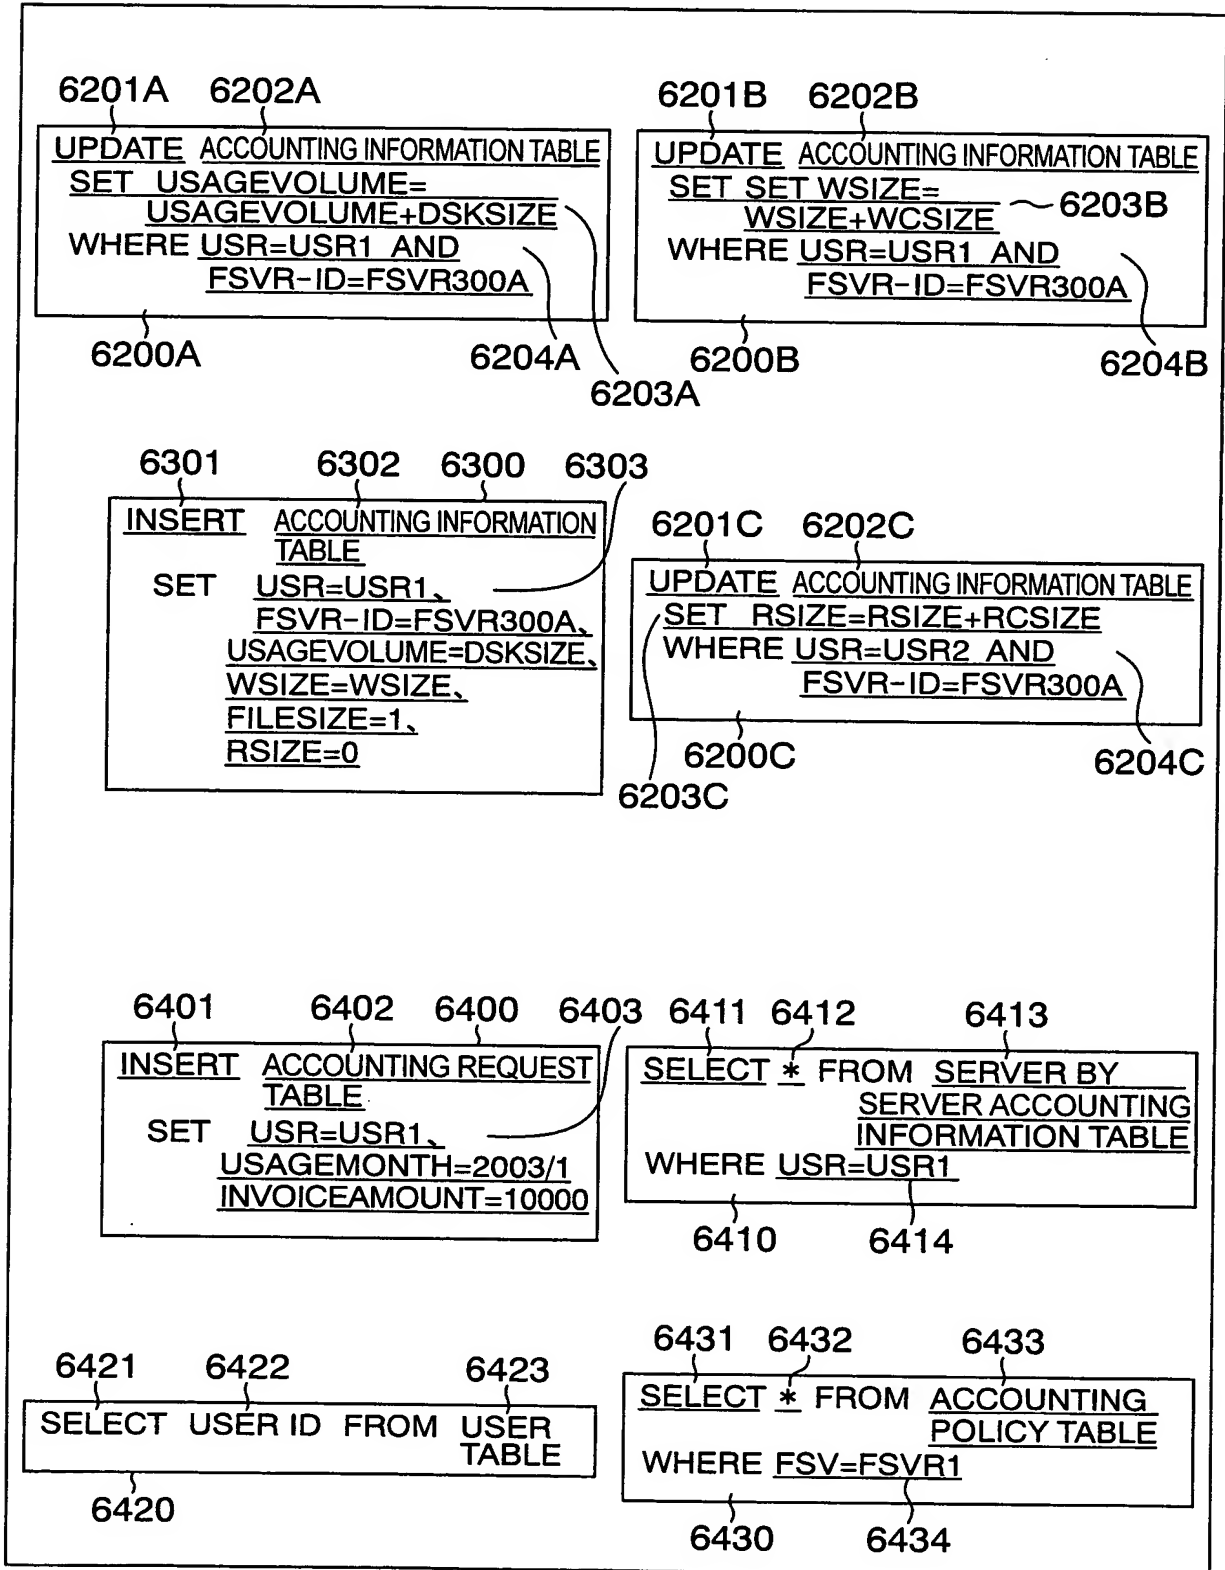 6201A 6202A
UPDATE ACCOUNTING INFORMATION TABLE
SET USAGEVOLUME=
USAGEVOLUME+DSKSIZE
WHERE USR=USR1 AND
FSVR-ID=FSVR300A
6200A 6204A
6203A
6201B 6202B
UPDATE ACCOUNTING INFORMATION TABLE
SET SET WSIZE=
WSIZE+WCSIZE 6203B
WHERE USR=USR1 AND
FSVR-ID=FSVR300A
6200B 6204B
6301 6302 6300 6303
INSERT ACCOUNTING INFORMATION
TABLE
SET USR=USR1、
FSVR-ID=FSVR300A、
USAGEVOLUME=DSKSIZE、
WSIZE=WSIZE、
FILESIZE=1、
RSIZE=0
6201C 6202C
UPDATE ACCOUNTING INFORMATION TABLE
SET RSIZE=RSIZE+RCSIZE
WHERE USR=USR2 AND
FSVR-ID=FSVR300A
6200C 6204C
6203C
6401 6402 6400 6403
INSERT ACCOUNTING REQUEST
TABLE
SET USR=USR1、
USAGEMONTH=2003/1
INVOICEAMOUNT=10000
6411 6412 6413
SELECT * FROM SERVER BY
SERVER ACCOUNTING
INFORMATION TABLE
WHERE USR=USR1
6410 6414
6421 6422 6423
SELECT USER ID FROM USER
TABLE
6420
6431 6432 6433
SELECT * FROM ACCOUNTING
POLICY TABLE
WHERE FSV=FSVR1
6430 6434